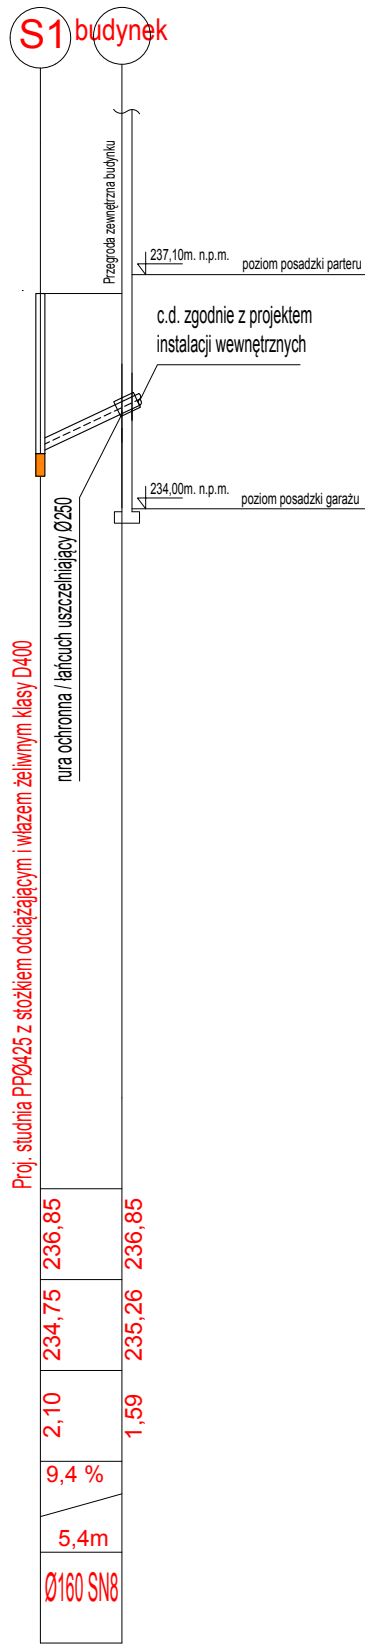 S1
budynek
Przegroda zewnętrzna budynku
237,10m. n.p.m.
poziom posadzki parteru
c.d. zgodnie z projektem
instalacji wewnętrznych
234,00m. n.p.m.
poziom posadzki garażu
rura ochronna / łańcuch uszczelniający Ø250
Proj. studnia PPØ425 z stożkiem odciążającym i włazem żeliwnym klasy D400
236,85
236,85
234,75
235,26
2,10
1,59
9,4 %
5,4m
Ø160 SN8